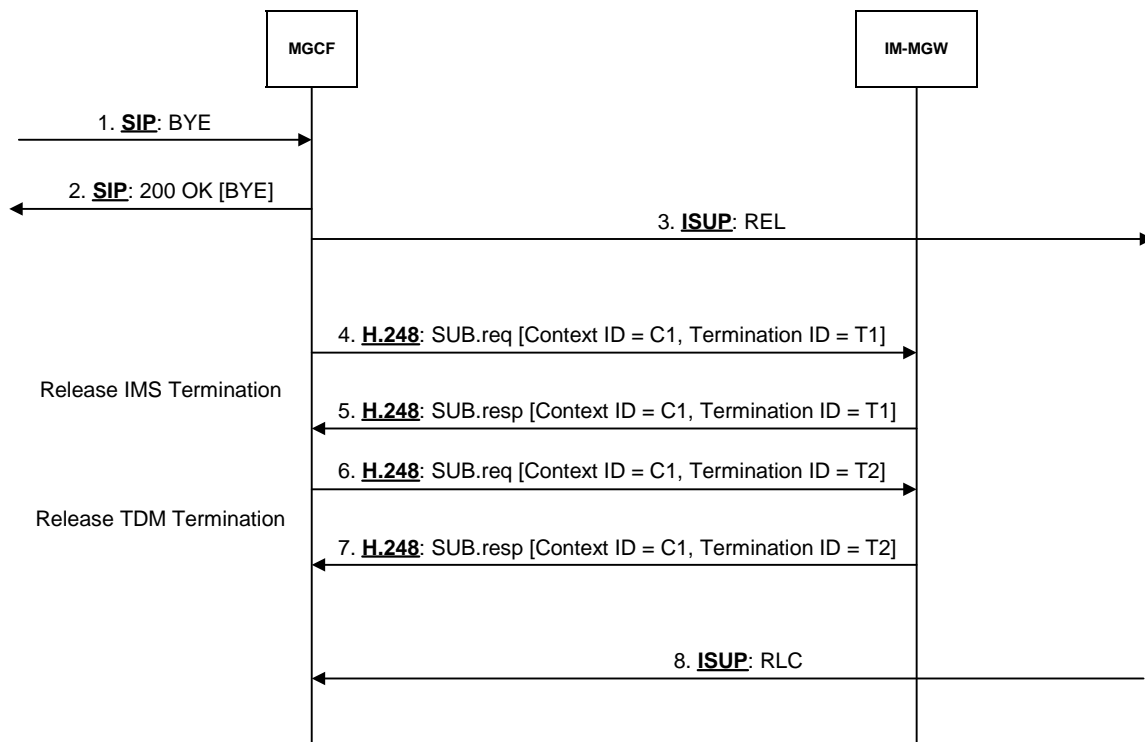 MGCF
IM-MGW
1. SIP: BYE
2. SIP: 200 OK [BYE]
3. ISUP: REL
4. H.248: SUB.req [Context ID = C1, Termination ID = T1]
Release IMS Termination
5. H.248: SUB.resp [Context ID = C1, Termination ID = T1]
6. H.248: SUB.req [Context ID = C1, Termination ID = T2]
Release TDM Termination
7. H.248: SUB.resp [Context ID = C1, Termination ID = T2]
8. ISUP: RLC